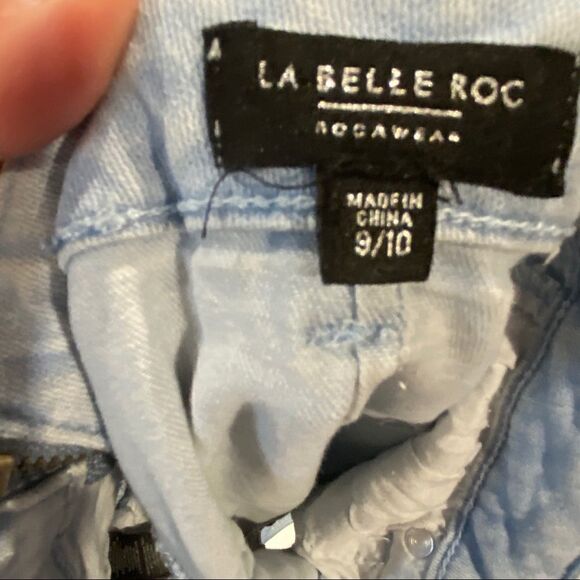 LA BELLE ROC
ROCAWEAR
MADE IN
CHINA
9/10